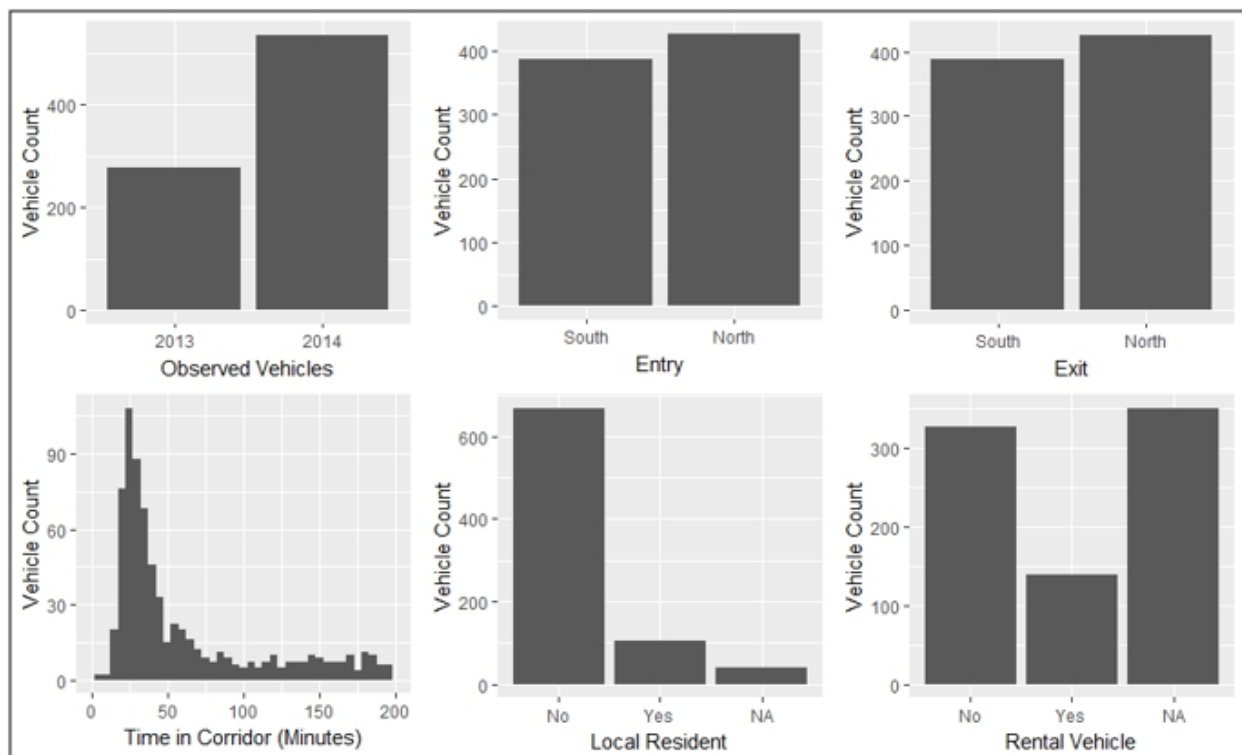 Vehicle Count
400
200
0
2013 2014
Observed Vehicles
Vehicle Count
400
300
200
100
0
South North
Entry
Vehicle Count
400
300
200
100
0
South North
Exit
Vehicle Count
90
60
30
0
0 50 100 150 200
Time in Corridor (Minutes)
Vehicle Count
600
400
200
0
No Yes NA
Local Resident
Vehicle Count
300
200
100
0
No Yes NA
Rental Vehicle